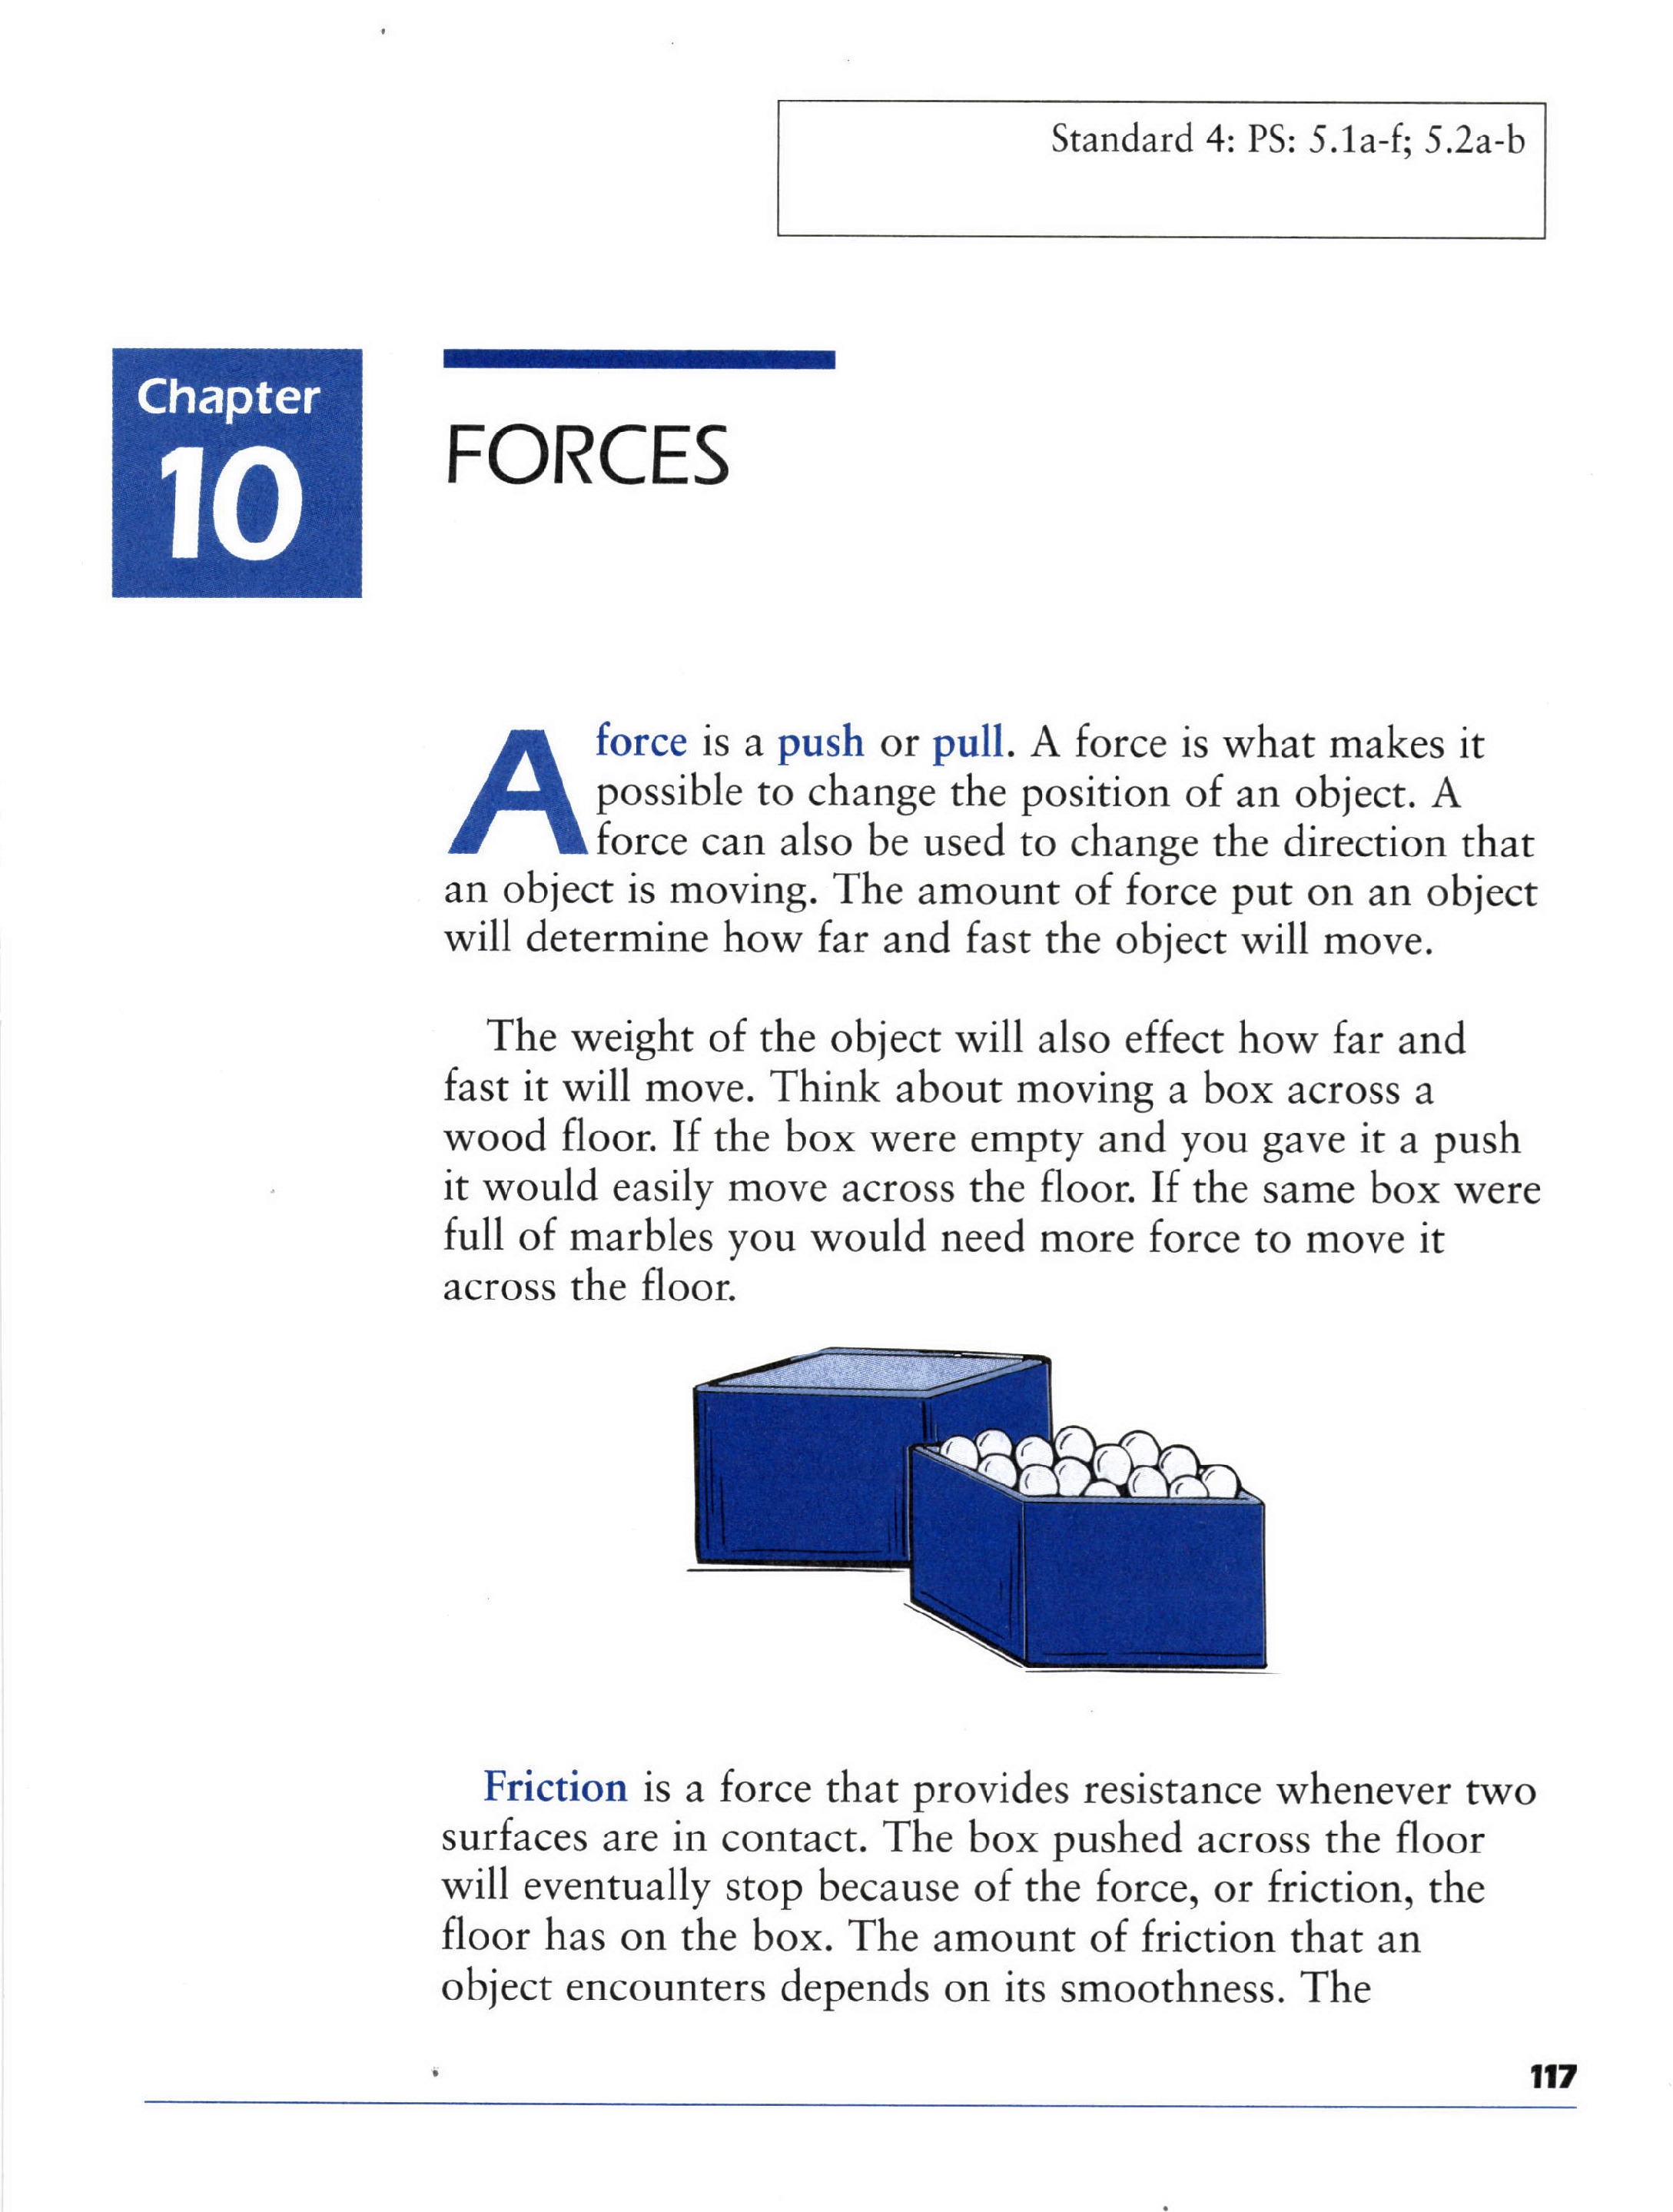 Standard 4: PS: 5.1a-f; 5.2a-b
Chapter
10
FORCES
A force is a push or pull. A force is what makes it
possible to change the position of an object. A
force can also be used to change the direction that
an object is moving. The amount of force put on an object
will determine how far and fast the object will move.
The weight of the object will also effect how far and
fast it will move. Think about moving a box across a
wood floor. If the box were empty and you gave it a push
it would easily move across the floor. If the same box were
full of marbles you would need more force to move it
across the floor.
Friction is a force that provides resistance whenever two
surfaces are in contact. The box pushed across the floor
will eventually stop because of the force, or friction, the
floor has on the box. The amount of friction that an
object encounters depends on its smoothness. The
117